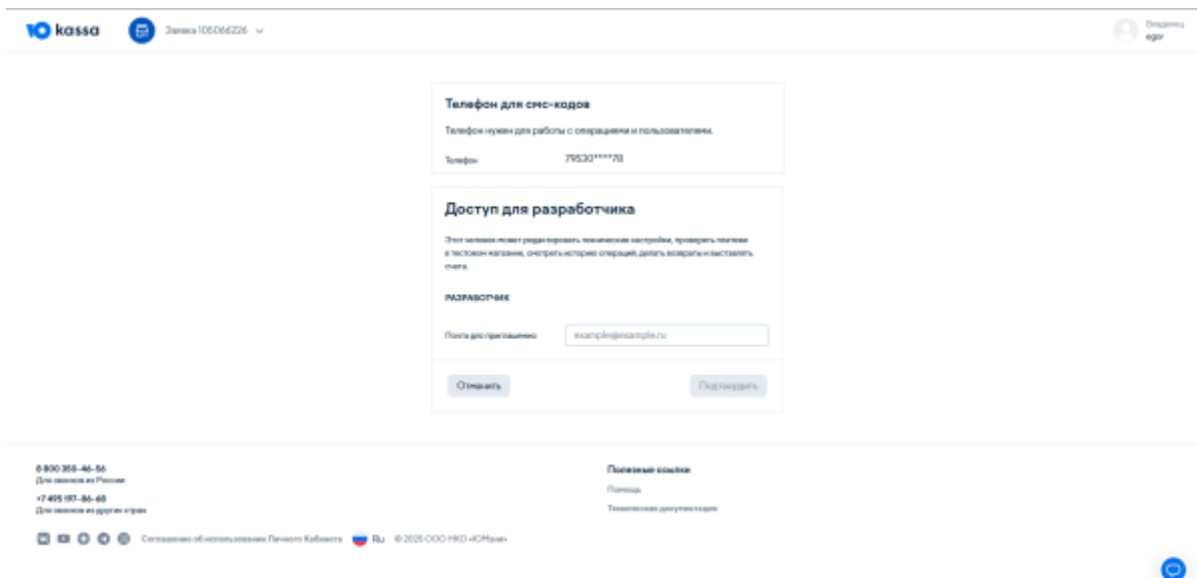 Ю kassa
Заявка 105066226
Владелец
egor
Телефон для смс-кодов
Телефон нужен для работы с операциями и пользователями.
Телефон 79530****78
Доступ для разработчика
Этот человек может редактировать технические настройки, проверять платежи
в тестовом магазине, смотреть историю операций, делать возвраты и выставлять
счета.
РАЗРАБОТЧИК
Почта для приглашения example@example.ru
Отменить Подтвердить
8 800 250-46-56
Для звонков из России
+7 495 197-86-68
Для звонков из других стран
Полезные ссылки
Помощь
Техническая документация
Соглашение об использовании Личного Кабинета Ru © 2025 ООО НКО «ЮМани»